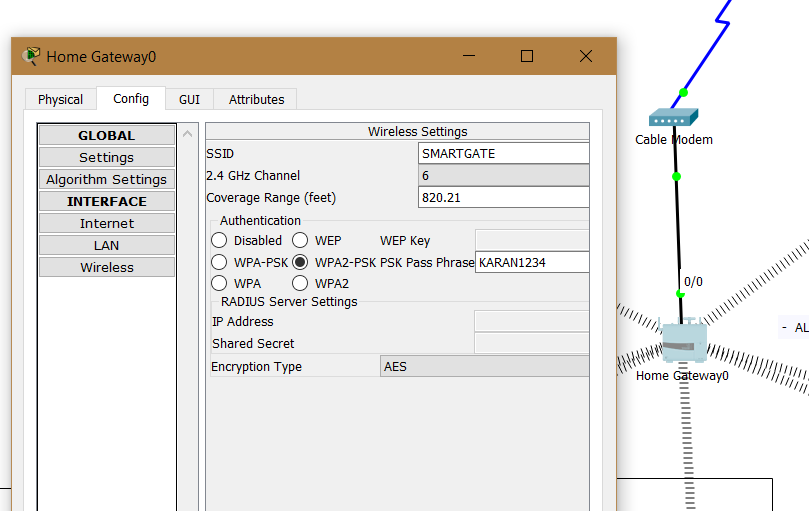 Home Gateway0
Physical
Config
GUI
Attributes
GLOBAL
Settings
Algorithm Settings
INTERFACE
Internet
LAN
Wireless
Wireless Settings
SSID SMARTGATE
2.4 GHz Channel 6
Coverage Range (feet) 820.21
Authentication
Disabled WEP WEP Key
WPA-PSK WPA2-PSK PSK Pass Phrase KARAN1234
WPA WPA2
RADIUS Server Settings
IP Address
Shared Secret
Encryption Type AES
Cable Modem
0/0
- AL
Home Gateway0